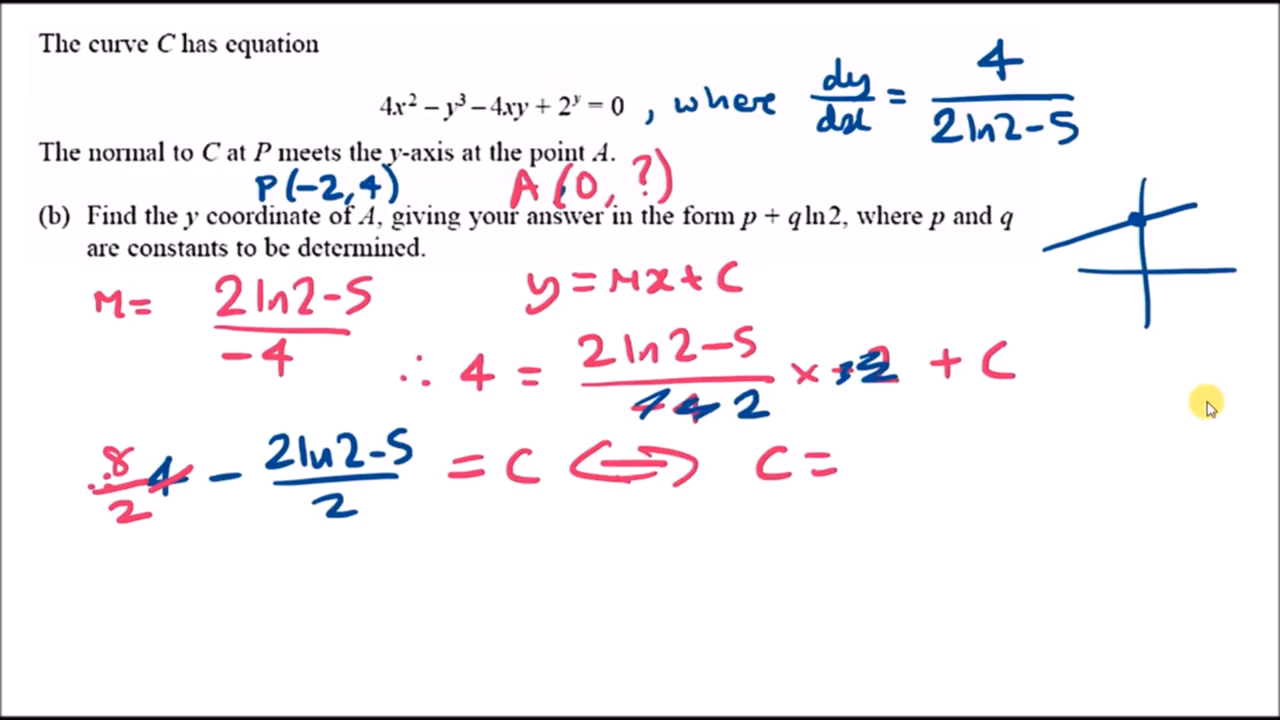 The curve C has equation
4x² − y³ − 4xy + 2ʸ = 0 , where dy/dx = 4/(2ln2-5)
The normal to C at P meets the y-axis at the point A.
P(-2, 4) A (0, ?)
(b) Find the y coordinate of A, giving your answer in the form p + q ln2, where p and q
are constants to be determined.
M = (2ln2-5)/(-4) y = Mx + C
∴ 4 = (2ln2-5)/(2) × + C
8/2 - (2ln2-5)/2 = C ⟺ C =